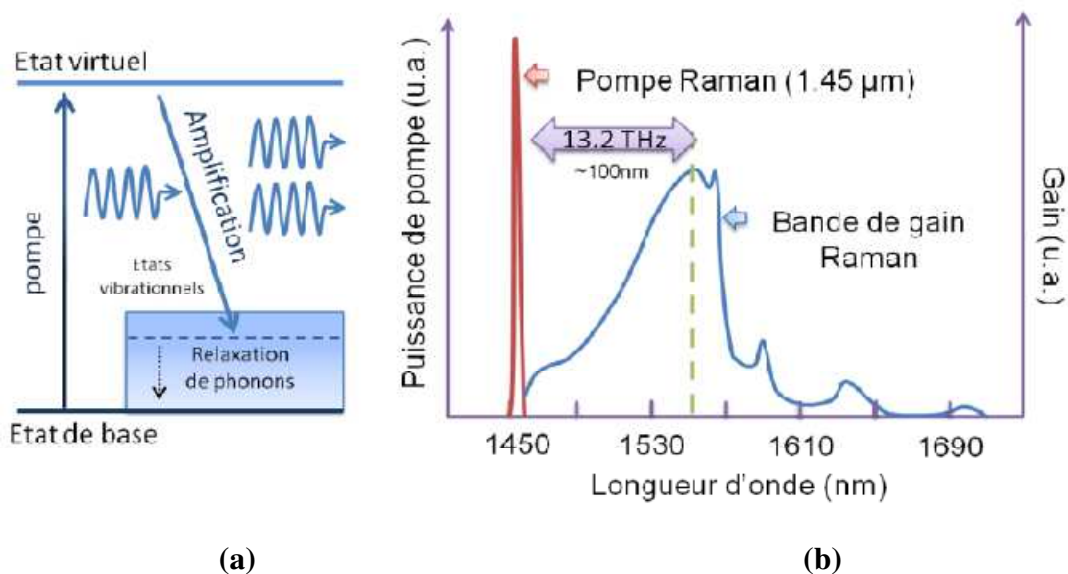 Etat virtuel
pompe
Amplification
Etats
vibrationnels
Relaxation
de phonons
Etat de base
(a)
Puissance de pompe (u.a.)
Pompe Raman (1.45 µm)
13.2 THz
~100nm
Bande de gain
Raman
Gain (u.a.)
1450 1530 1610 1690
Longueur d'onde (nm)
(b)